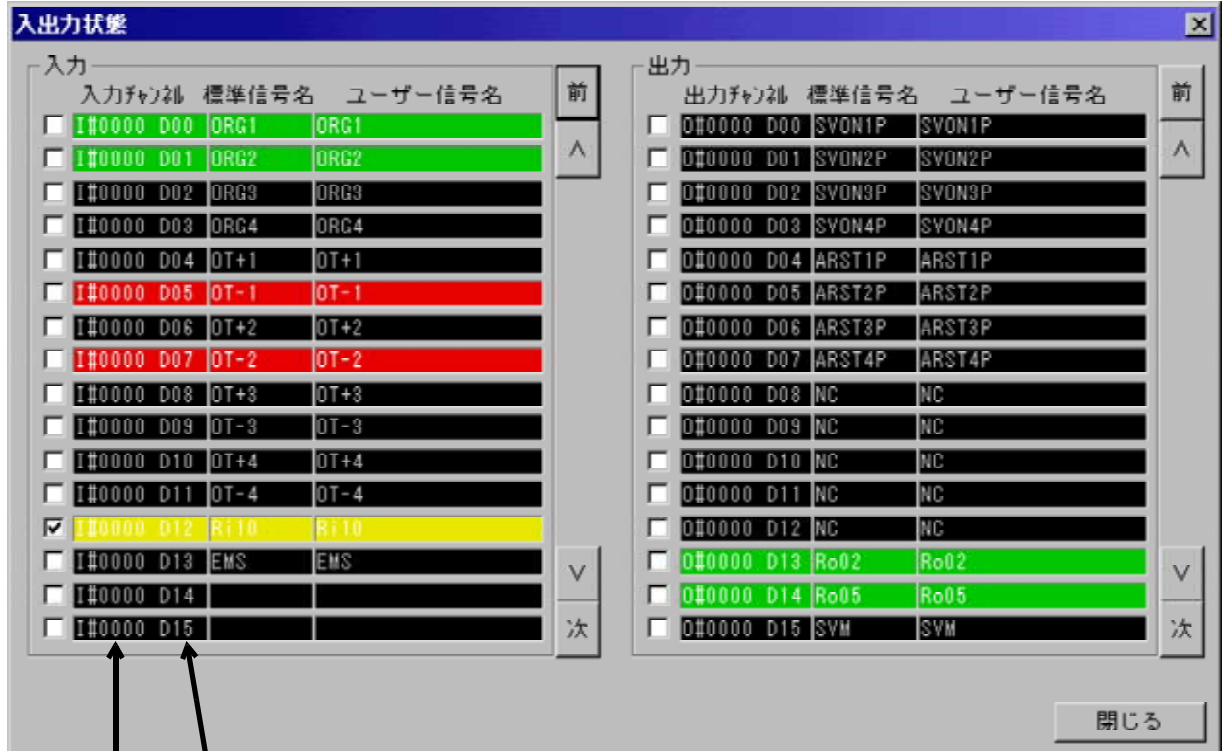 入出力状態
入力
入力ﾁｬﾝﾈﾙ 標準信号名 ユーザー信号名
I#0000 D00 ORG1 ORG1
I#0000 D01 ORG2 ORG2
I#0000 D02 ORG3 ORG3
I#0000 D03 ORG4 ORG4
I#0000 D04 OT+1 OT+1
I#0000 D05 OT-1 OT-1
I#0000 D06 OT+2 OT+2
I#0000 D07 OT-2 OT-2
I#0000 D08 OT+3 OT+3
I#0000 D09 OT-3 OT-3
I#0000 D10 OT+4 OT+4
I#0000 D11 OT-4 OT-4
I#0000 D12 Ri10 Ri10
I#0000 D13 EMS EMS
I#0000 D14
I#0000 D15
前
∧
∨
次
出力
出力ﾁｬﾝﾈﾙ 標準信号名 ユーザー信号名
O#0000 D00 SVON1P SVON1P
O#0000 D01 SVON2P SVON2P
O#0000 D02 SVON3P SVON3P
O#0000 D03 SVON4P SVON4P
O#0000 D04 ARST1P ARST1P
O#0000 D05 ARST2P ARST2P
O#0000 D06 ARST3P ARST3P
O#0000 D07 ARST4P ARST4P
O#0000 D08 NC NC
O#0000 D09 NC NC
O#0000 D10 NC NC
O#0000 D11 NC NC
O#0000 D12 NC NC
O#0000 D13 Ro02 Ro02
O#0000 D14 Ro05 Ro05
O#0000 D15 SVM SVM
前
∧
∨
次
閉じる